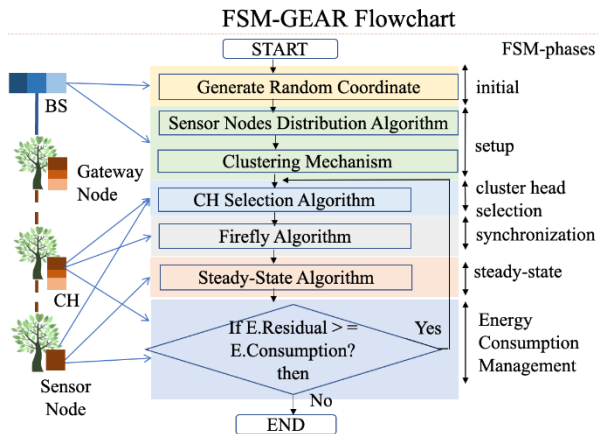 FSM-GEAR Flowchart
START
FSM-phases
Generate Random Coordinate
initial
BS
Sensor Nodes Distribution Algorithm
setup
Clustering Mechanism
Gateway
Node
CH Selection Algorithm
cluster head
selection
Firefly Algorithm
synchronization
Steady-State Algorithm
steady-state
CH
If E.Residual > =
E.Consumption?
then
Yes
Energy
Consumption
Management
Sensor
Node
No
END